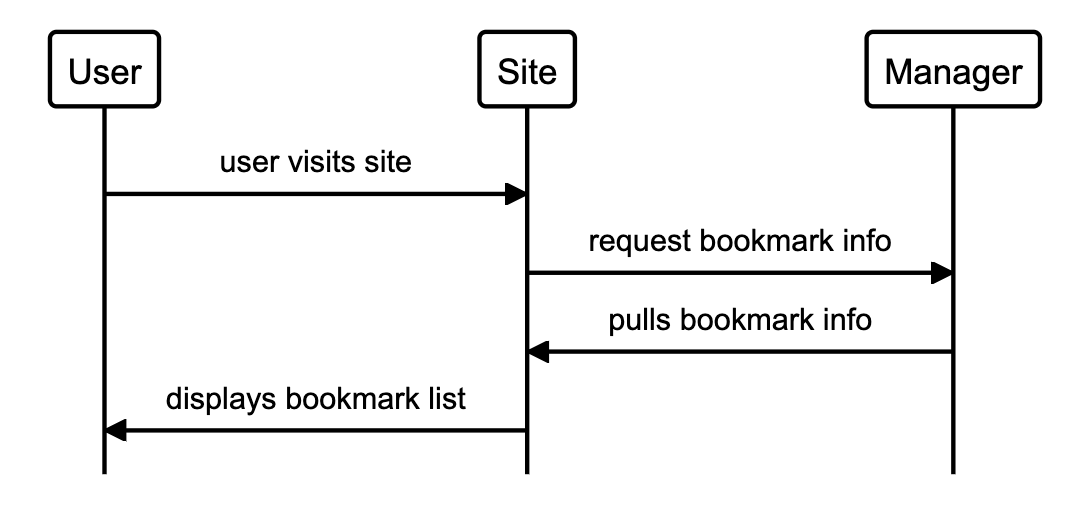 User
Site
Manager
user visits site
request bookmark info
pulls bookmark info
displays bookmark list